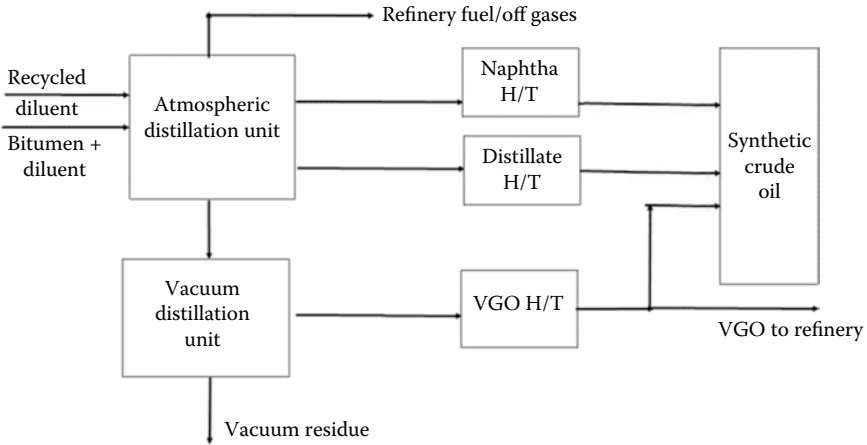 Refinery fuel/off gases
Recycled
diluent
Bitumen +
diluent
Atmospheric
distillation unit
Naphtha
H/T
Distillate
H/T
Synthetic
crude
oil
Vacuum
distillation
unit
VGO H/T
VGO to refinery
Vacuum residue